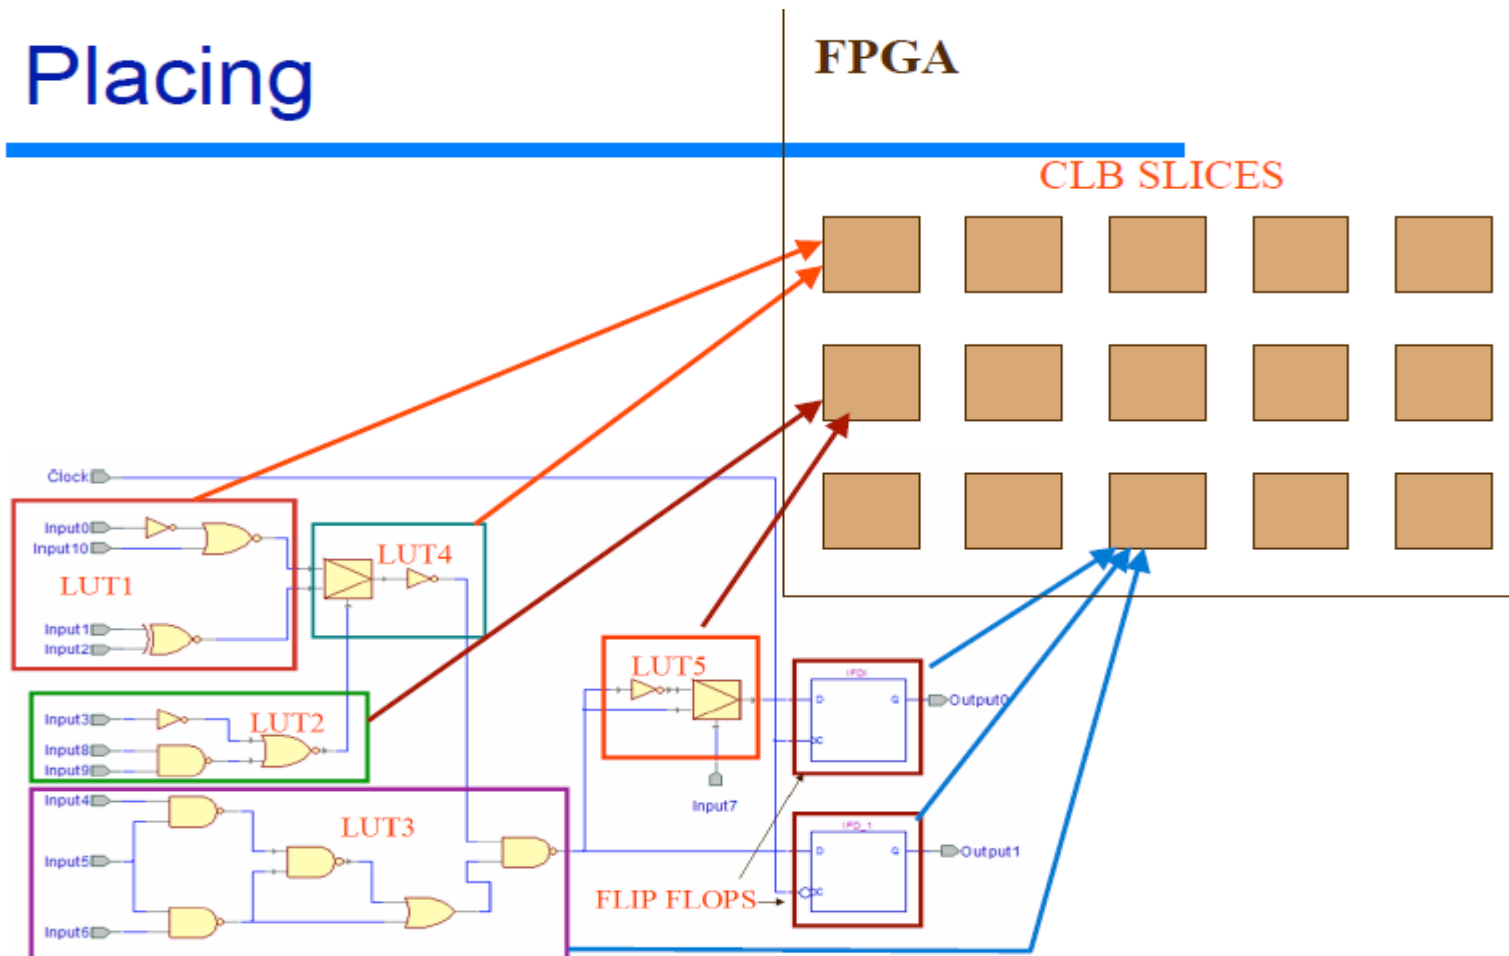 Placing
FPGA
CLB SLICES
Clock
Input0
Input10
LUT1
LUT4
Input1
Input2
LUT5
Input3
LUT2
Input8
Input9
D
Q
Output0
C
Input7
Input4
LUT3
Input5
Input6
D
Q
Output1
C
FLIP FLOPS